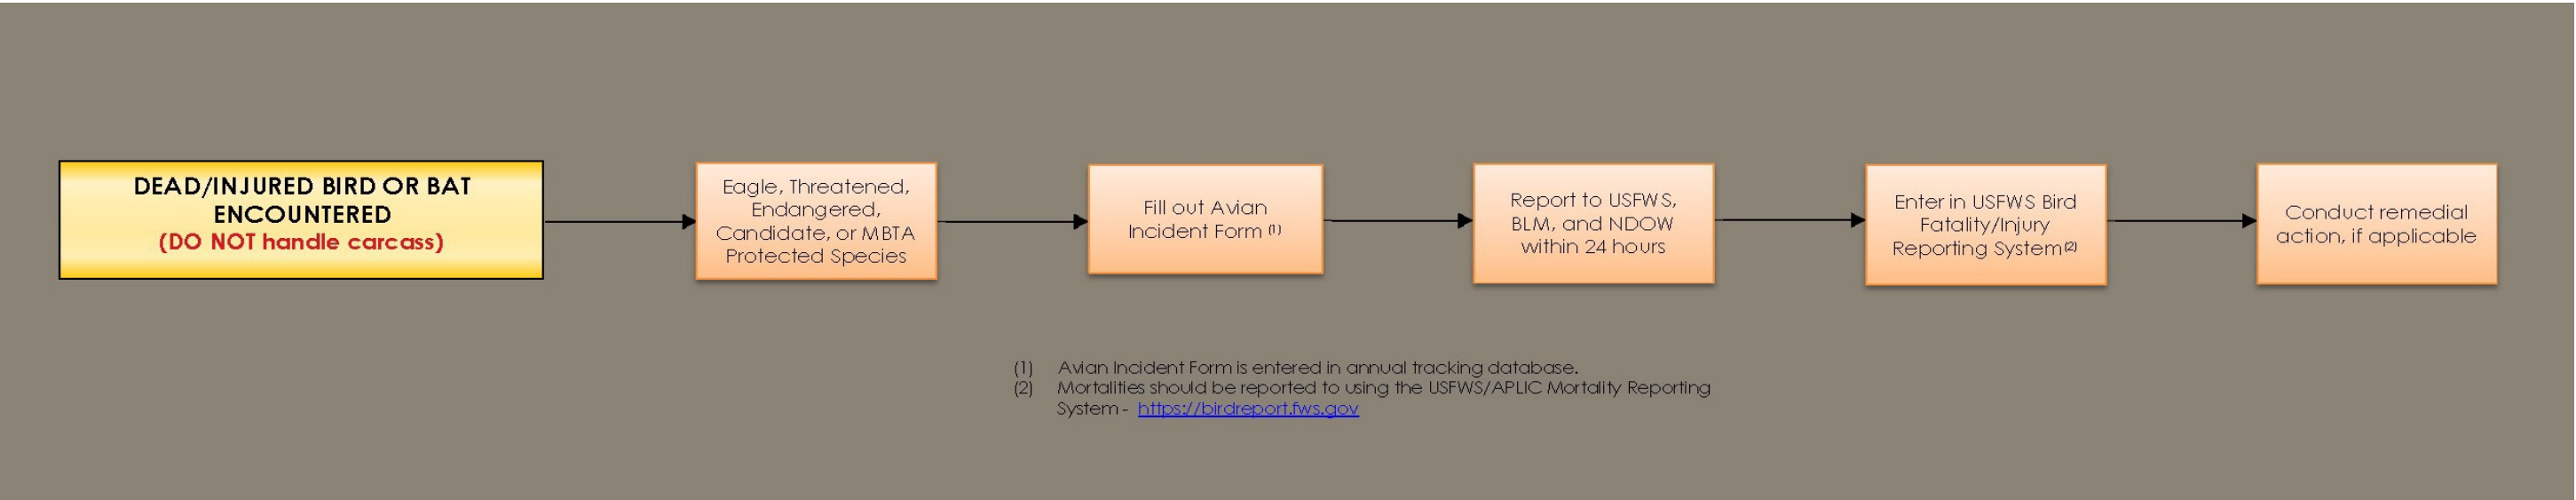 DEAD/INJURED BIRD OR BAT
ENCOUNTERED
(DO NOT handle carcass)
Eagle, Threatened,
Endangered,
Candidate, or MBTA
Protected Species
Fill out Avian
Incident Form (1)
Report to USFWS,
BLM, and NDOW
within 24 hours
Enter in USFWS Bird
Fatality/Injury
Reporting System(2)
Conduct remedial
action, if applicable
(1) Avian Incident Form is entered in annual tracking database.
(2) Mortalities should be reported to using the USFWS/APLIC Mortality Reporting
System - https://birdreport.fws.gov